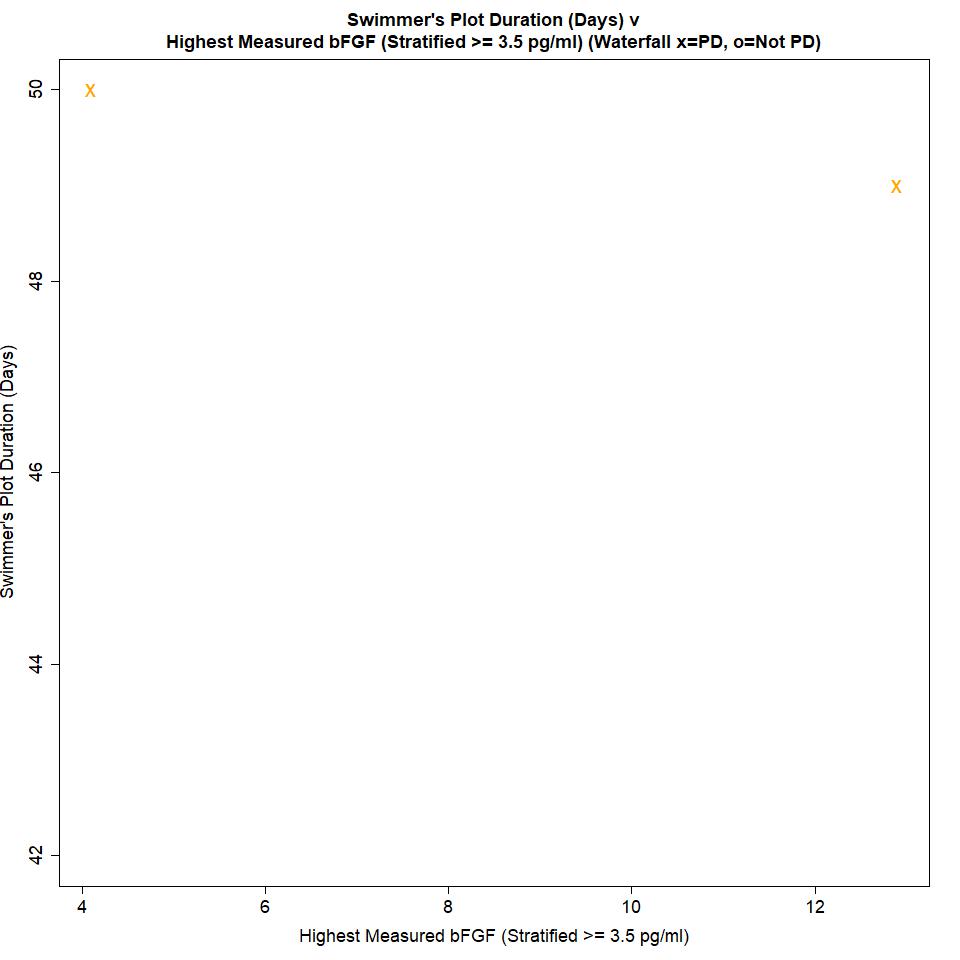 Swimmer's Plot Duration (Days) v
Highest Measured bFGF (Stratified >= 3.5 pg/ml) (Waterfall x=PD, o=Not PD)
50
48
46
44
42
Swimmer's Plot Duration (Days)
X
X
4 6 8 10 12
Highest Measured bFGF (Stratified >= 3.5 pg/ml)